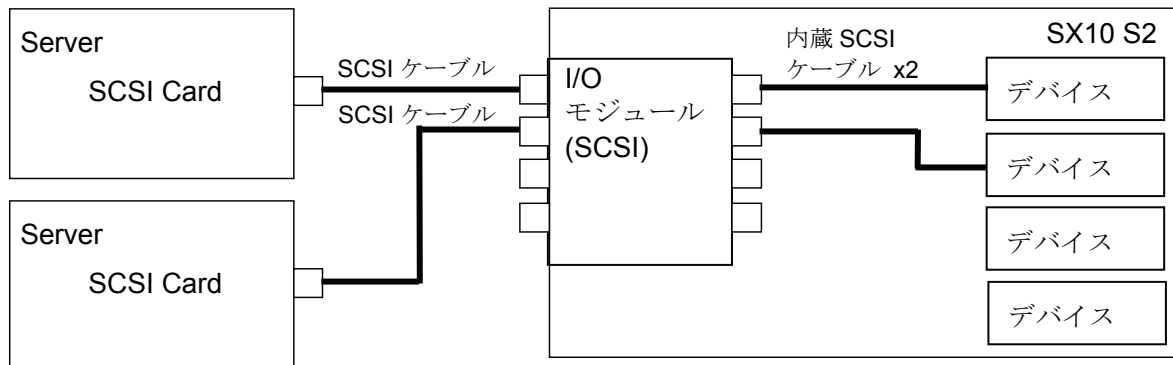 Server
SCSI Card
SCSI ケーブル
SCSI ケーブル
Server
SCSI Card
I/O
モジュール
(SCSI)
内蔵 SCSI
ケーブル x2
SX10 S2
デバイス
デバイス
デバイス
デバイス